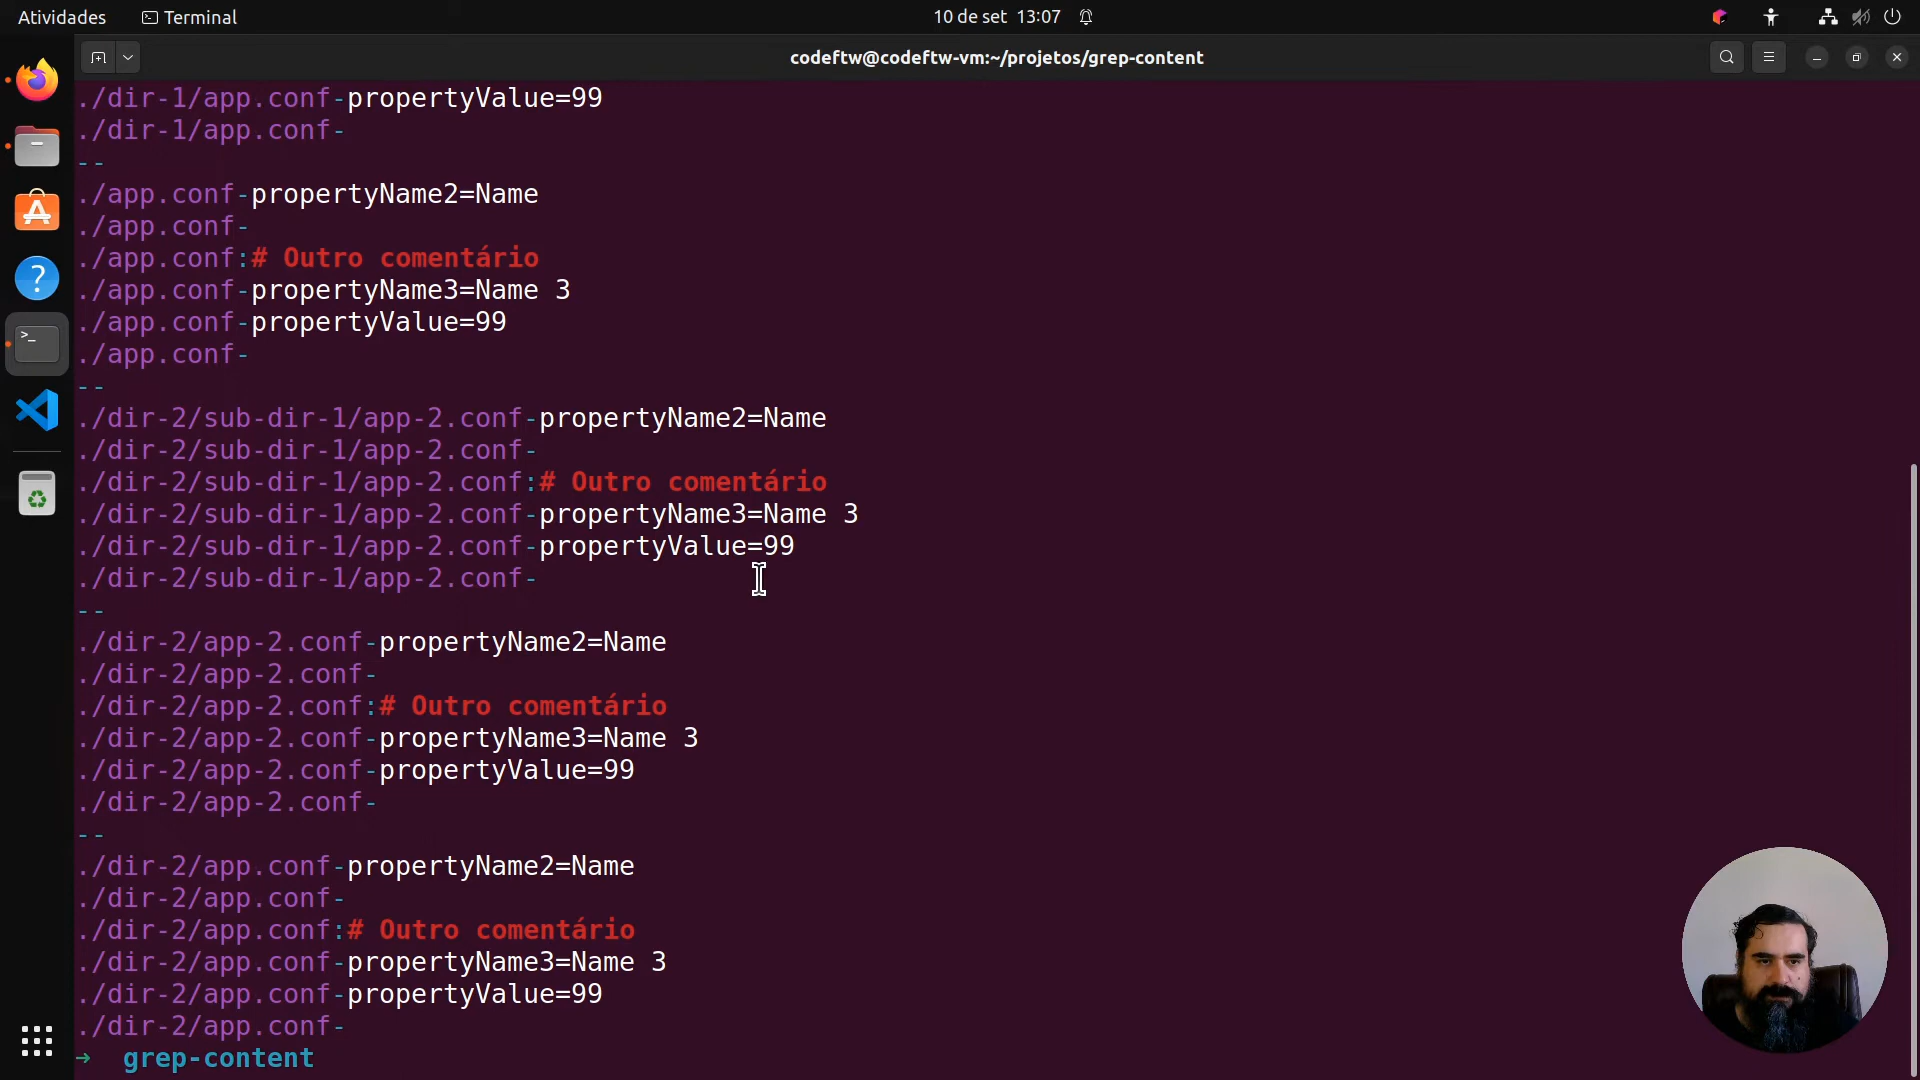 Atividades
Terminal
10 de set 13:07
codeftw@codeftw-vm:~/projetos/grep-content
./dir-1/app.conf-propertyValue=99
./dir-1/app.conf-
--
./app.conf-propertyName2=Name
./app.conf-
./app.conf:# Outro comentário
./app.conf-propertyName3=Name 3
./app.conf-propertyValue=99
./app.conf-
--
./dir-2/sub-dir-1/app-2.conf-propertyName2=Name
./dir-2/sub-dir-1/app-2.conf-
./dir-2/sub-dir-1/app-2.conf:# Outro comentário
./dir-2/sub-dir-1/app-2.conf-propertyName3=Name 3
./dir-2/sub-dir-1/app-2.conf-propertyValue=99
./dir-2/sub-dir-1/app-2.conf-
--
./dir-2/app-2.conf-propertyName2=Name
./dir-2/app-2.conf-
./dir-2/app-2.conf:# Outro comentário
./dir-2/app-2.conf-propertyName3=Name 3
./dir-2/app-2.conf-propertyValue=99
./dir-2/app-2.conf-
--
./dir-2/app.conf-propertyName2=Name
./dir-2/app.conf-
./dir-2/app.conf:# Outro comentário
./dir-2/app.conf-propertyName3=Name 3
./dir-2/app.conf-propertyValue=99
./dir-2/app.conf-
➜ grep-content